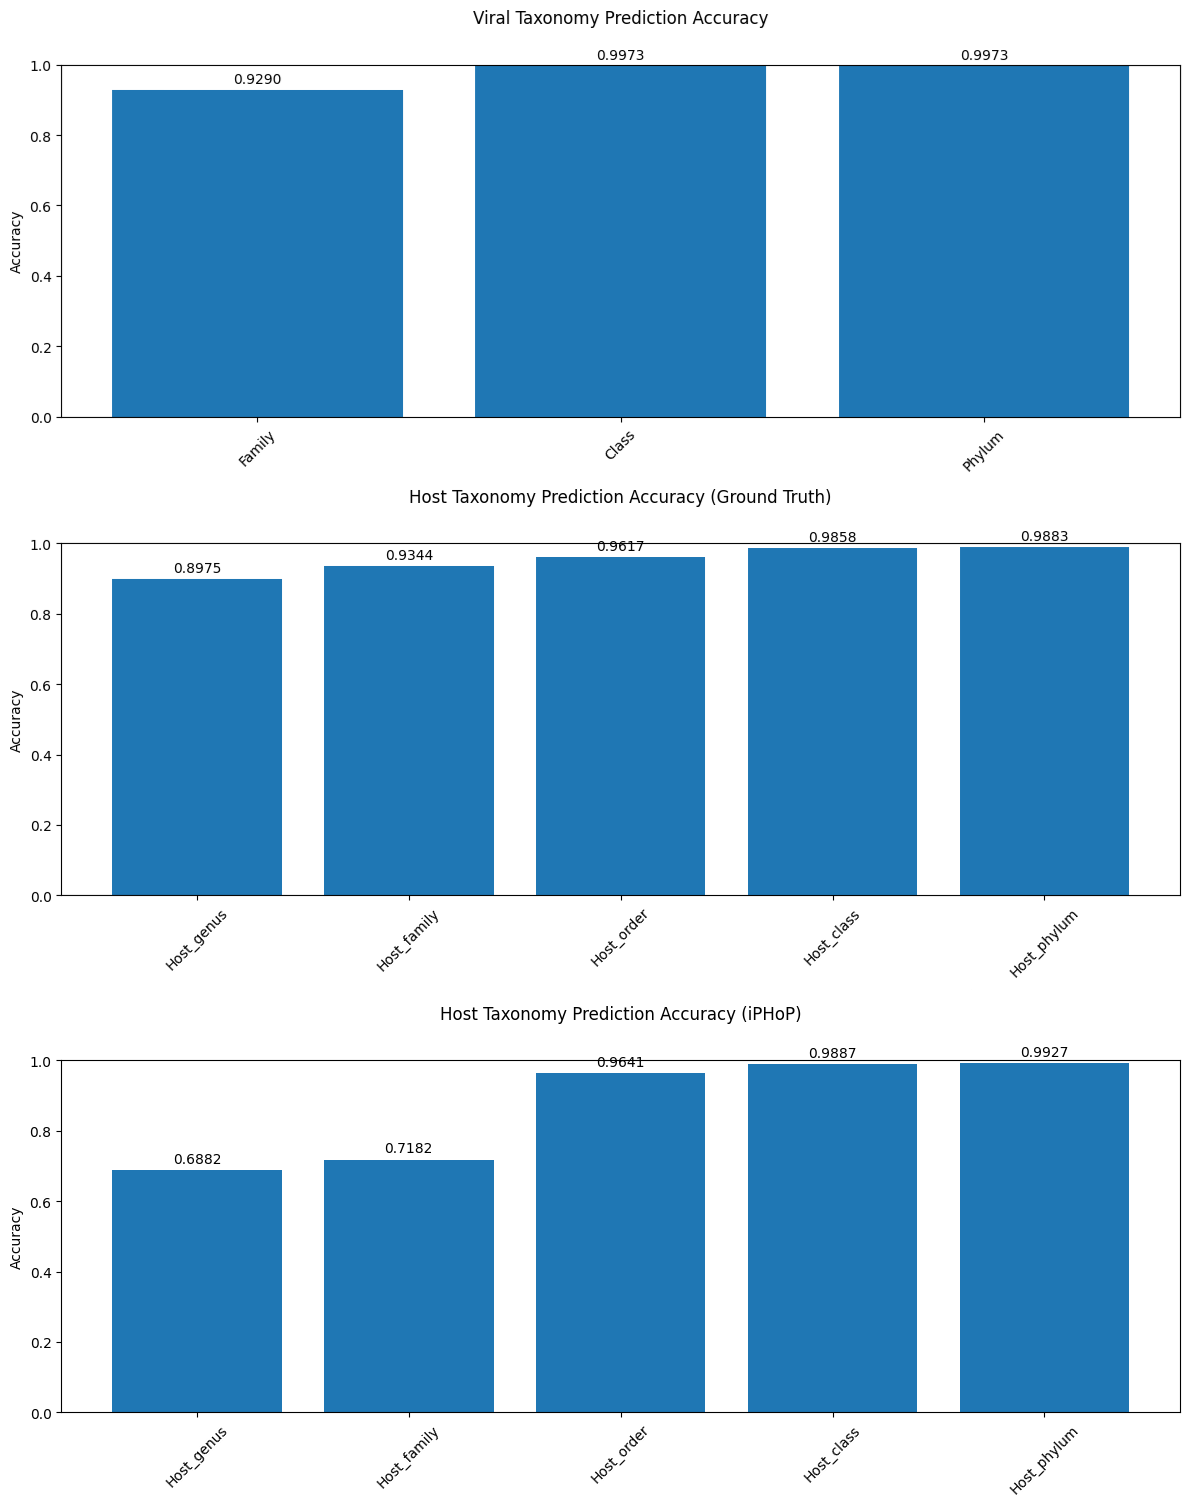 Viral Taxonomy Prediction Accuracy
0.9290
0.9973
0.9973
1.0
0.8
0.6
0.4
0.2
0.0
Accuracy
Family
Class
Phylum
Host Taxonomy Prediction Accuracy (Ground Truth)
0.8975
0.9344
0.9617
0.9858
0.9883
1.0
0.8
0.6
0.4
0.2
0.0
Accuracy
Host_genus
Host_family
Host_order
Host_class
Host_phylum
Host Taxonomy Prediction Accuracy (iPHoP)
0.6882
0.7182
0.9641
0.9887
0.9927
1.0
0.8
0.6
0.4
0.2
0.0
Accuracy
Host_genus
Host_family
Host_order
Host_class
Host_phylum